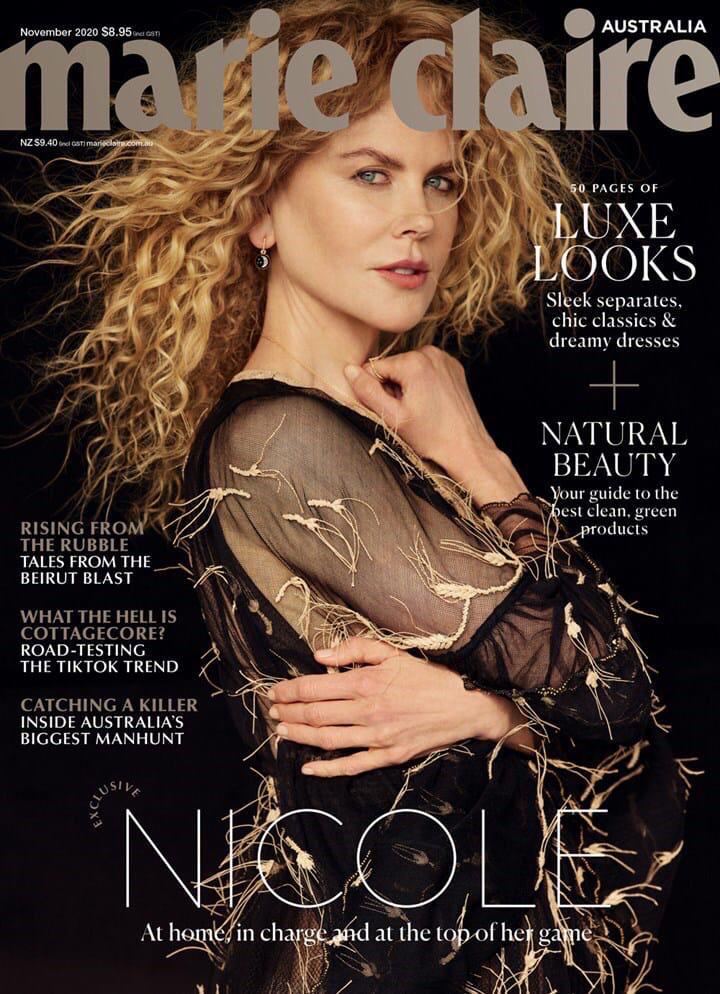 November 2020 $8.95 (incl GST)
AUSTRALIA
marie claire
NZ $9.40 (incl GST) marieclaire.com.au
50 PAGES OF
LUXE
LOOKS
Sleek separates,
chic classics &
dreamy dresses
+
NATURAL
BEAUTY
Your guide to the
best clean, green
products
RISING FROM
THE RUBBLE
TALES FROM THE
BEIRUT BLAST
WHAT THE HELL IS
COTTAGECORE?
ROAD-TESTING
THE TIKTOK TREND
CATCHING A KILLER
INSIDE AUSTRALIA'S
BIGGEST MANHUNT
EXCLUSIVE
NICOLE
At home, in charge and at the top of her game